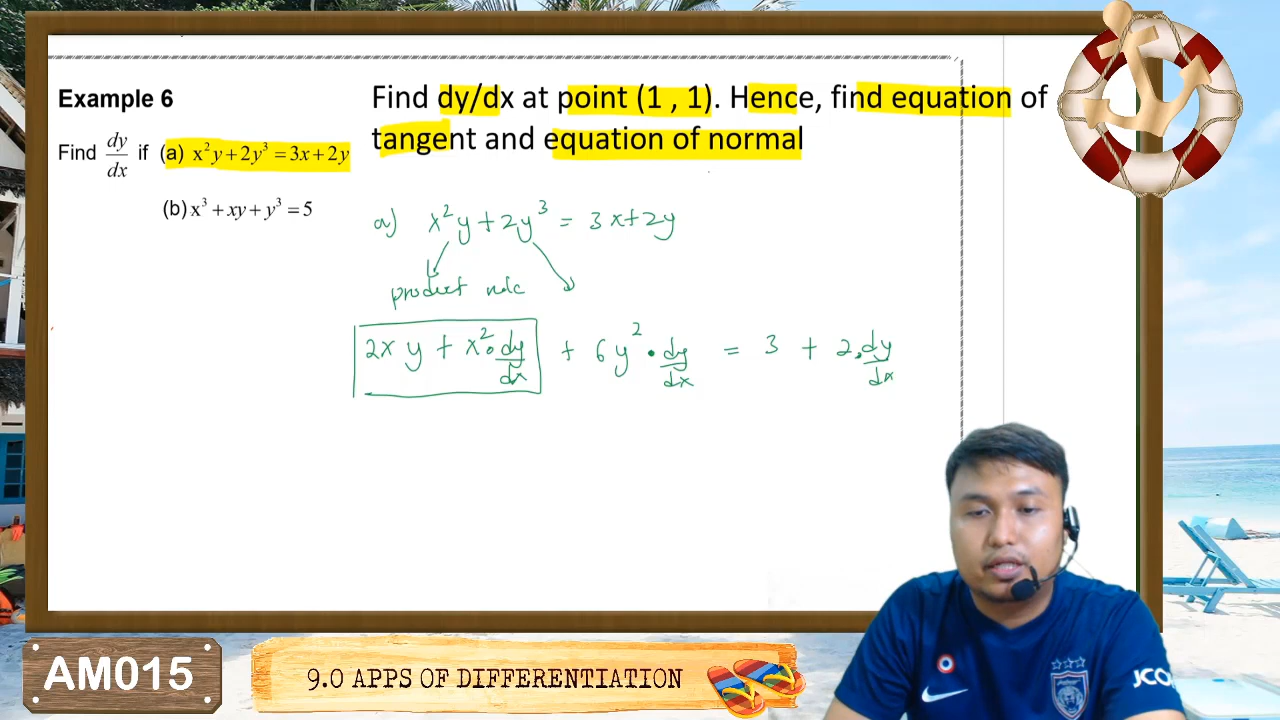 Example 6
Find dy/dx if (a) x²y + 2y³ = 3x + 2y
(b) x³ + xy + y³ = 5
Find dy/dx at point (1 , 1). Hence, find equation of
tangent and equation of normal
a) x²y + 2y³ = 3x + 2y
product rule
2x y + x² • dy/dx + 6y² • dy/dx = 3 + 2 . dy/dx
JCO
AM015
9.0 APPS OF DIFFERENTIATION